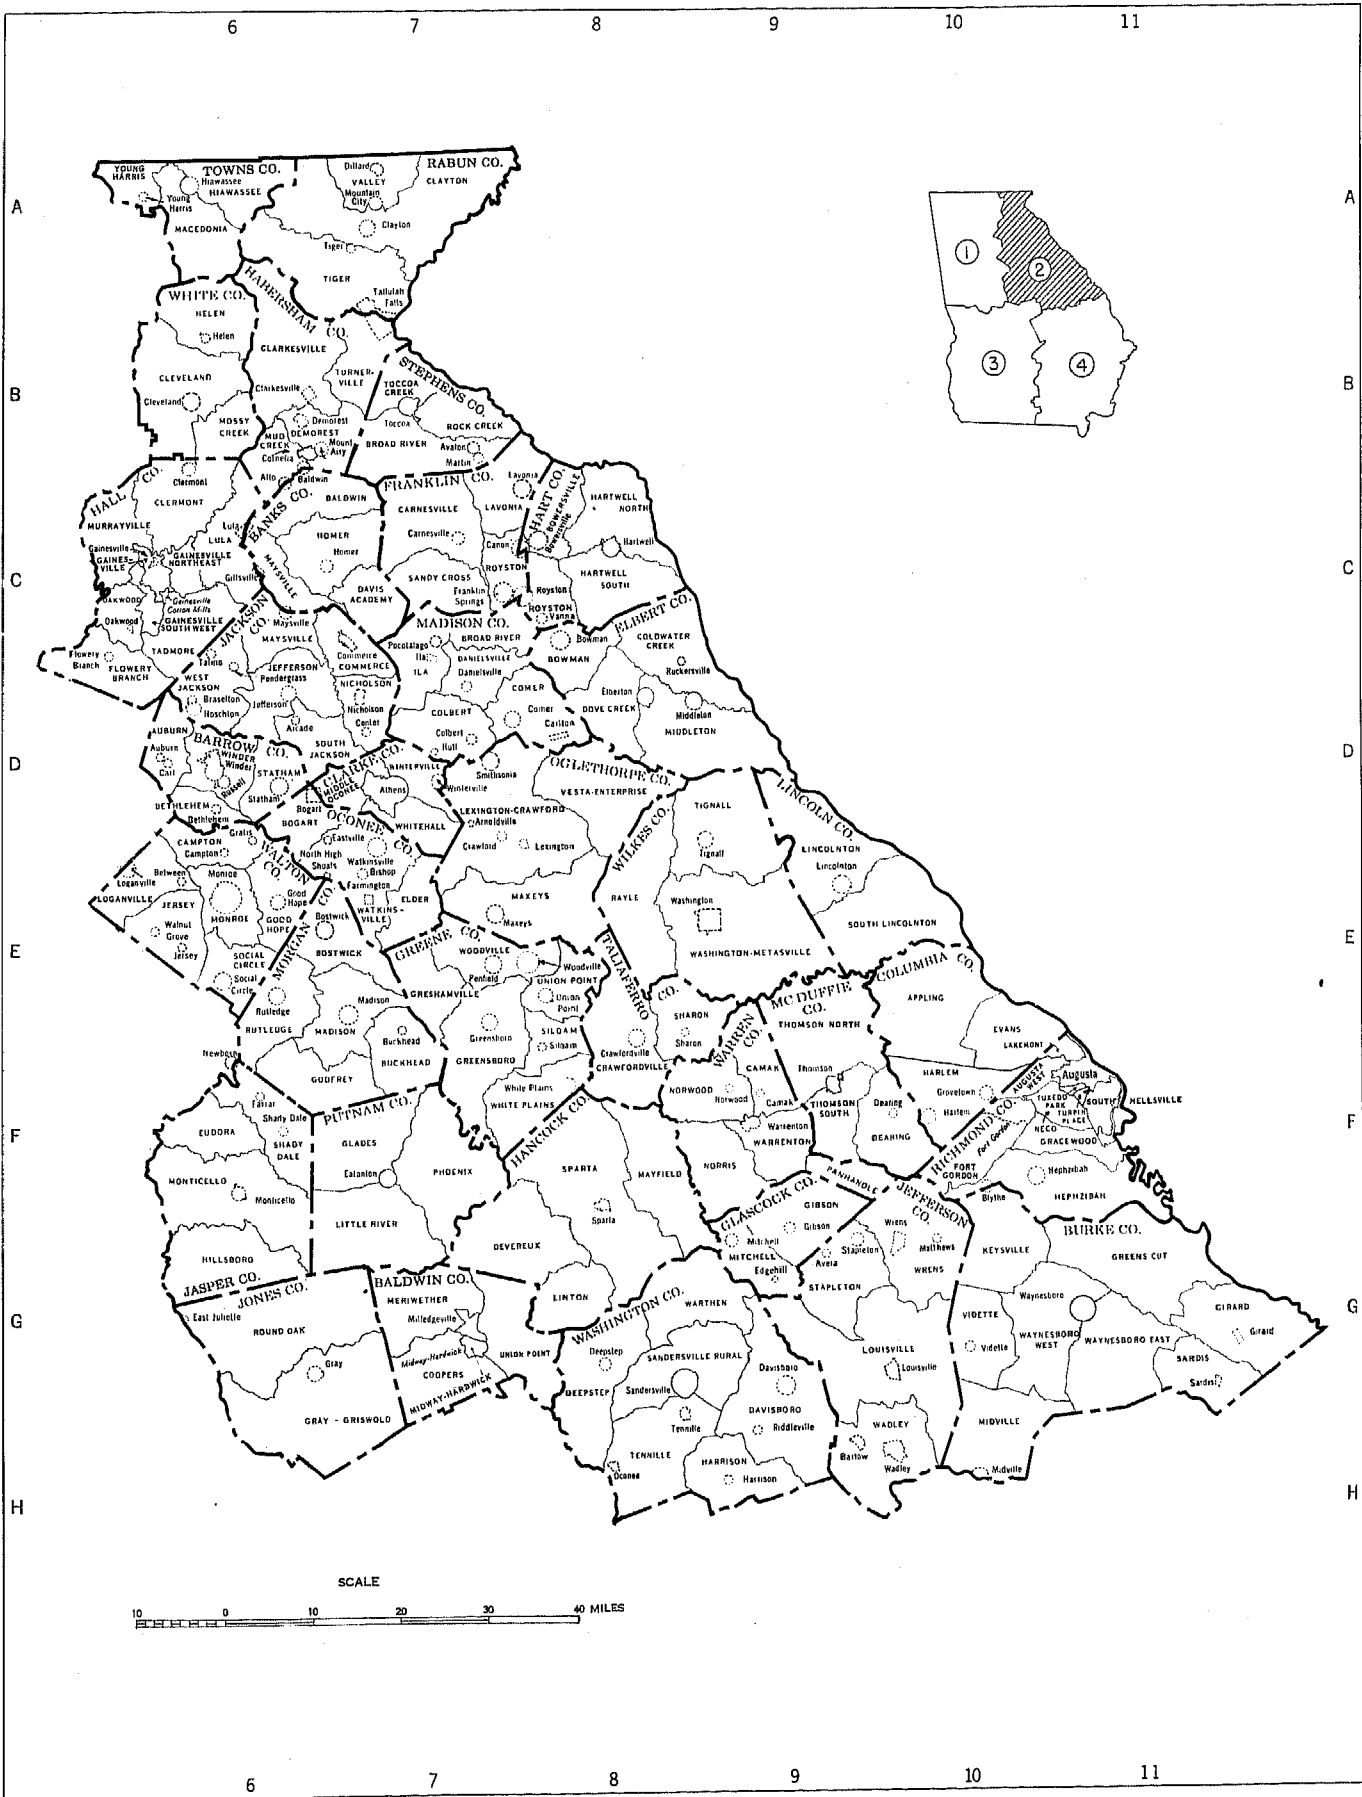 6 7 8 9 10 11
A A
YOUNG HARRIS
TOWNS CO.
Hiawassee
HIAWASSEE
Young Harris
MACEDONIA
Dillard
RABUN CO.
VALLEY
CLAYTON
Mountain City
Clayton
Tiger
TIGER
Tallulah Falls
1
2
3
4
WHITE CO.
HELEN
Helen
HABERSHAM CO.
CLARKESVILLE
TURNER-VILLE
STEPHENS CO.
B B
CLEVELAND
Cleveland
MOSSY CREEK
Clarkesville
Demorest
DEMOREST
MUD CREEK
Mount Airy
Cornelia
Alto
Baldwin
TOCCOA CREEK
Toccoa
BROAD RIVER
ROCK CREEK
Avalon
Martin
HALL CO.
Clermont
CLERMONT
MURRAYVILLE
Lula
LULA
BANKS CO.
BALDWIN
FRANKLIN CO.
Lavonia
LAVONIA
CARNESVILLE
Carnesville
HART CO.
BOWERSVILLE
Bowersville
HARTWELL NORTH
Hartwell
HARTWELL SOUTH
Canon
C C
Gainesville
GAINES-VILLE
GAINESVILLE NORTHEAST
Gillsville
MAYSVILLE
HOMER
Homer
DAVIS ACADEMY
SANDY CROSS
ROYSTON
Franklin Springs
Royston
ROYSTON
Vanna
OAKWOOD
Oakwood
Gainesville Cotton Mills
GAINESVILLE SOUTHWEST
TADMORE
Flowery Branch
FLOWERY BRANCH
JACKSON CO.
Maysville
MAYSVILLE
Talmo
Commerce
COMMERCE
JEFFERSON
Pendergrass
WEST JACKSON
Braselton
Hoschton
Jefferson
NICHOLSON
Nicholson
Arcade
Center
SOUTH JACKSON
MADISON CO.
Pocotalago
BROAD RIVER
Ila
ILA
DANIELSVILLE
Danielsville
COMER
Comer
COLBERT
Colbert
Carlton
Hull
Bowman
BOWMAN
ELBERT CO.
COLDWATER CREEK
Ruckersville
Elberton
DOVE CREEK
Middleton
MIDDLETON
D D
AUBURN
Auburn
Carl
BARROW CO.
WINDER
Winder
Russell
STATHAM
Statham
BETHLEHEM
Bethlehem
CLARKE CO.
MIDDLE OCONEE
Athens
WINTERVILLE
Winterville
WHITEHALL
Bogart
BOGART
OCONEE CO.
Eastville
North High Shoals
Watkinsville
Bishop
Farmington
WATKINS-VILLE
ELDER
Smithsonia
OGLETHORPE CO.
VESTA-ENTERPRISE
LEXINGTON-CRAWFORD
Arnoldville
Crawford
Lexington
MAXEYS
Maxeys
WILKES CO.
TIGNALL
Tignall
RAYLE
Washington
WASHINGTON-METASVILLE
LINCOLN CO.
LINCOLNTON
Lincolnton
SOUTH LINCOLNTON
CAMPTON
Campton
Gratis
WALTON CO.
Loganville
LOGANVILLE
Between
Monroe
MONROE
JERSEY
Good Hope
GOOD HOPE
Walnut Grove
Jersey
SOCIAL CIRCLE
Social Circle
E E
MORGAN CO.
Bostwick
BOSTWICK
Rutledge
RUTLEDGE
Madison
MADISON
Buckhead
BUCKHEAD
GODFREY
Newborn
GREENE CO.
WOODVILLE
Woodville
Penfield
UNION POINT
Union Point
GRESHAMVILLE
Greensboro
GREENSBORO
SILOAM
Siloam
White Plains
WHITE PLAINS
TALIAFERRO CO.
SHARON
Sharon
Crawfordville
CRAWFORDVILLE
WARREN CO.
CAMAK
Camak
NORWOOD
Norwood
Warrenton
WARRENTON
NORRIS
MC DUFFIE CO.
THOMSON NORTH
Thomson
THOMSON SOUTH
Dearing
DEARING
COLUMBIA CO.
APPLING
EVANS
LAKEMONT
HARLEM
Grovetown
Harlem
F F
RICHMOND CO.
AUGUSTA WEST
Augusta
TUXEDO PARK
TURPIN PLACE
SOUTH NELLSVILLE
NECO
GRACEWOOD
Fort Gordon
FORT GORDON
Hephzibah
HEPHZIBAH
Blythe
Farrar
EUDORA
Shady Dale
SHADY DALE
MONTICELLO
Monticello
HILLSBORO
JASPER CO.
PUTNAM CO.
GLADES
Eatonton
PHOENIX
LITTLE RIVER
HANCOCK CO.
SPARTA
MAYFIELD
Sparta
DEVEREUX
LINTON
PANHANDLE
GLASCOCK CO.
GIBSON
Gibson
Mitchell
MITCHELL
Edgehill
JEFFERSON CO.
Wrens
Stapleton
Matthews
Avera
WRENS
STAPLETON
LOUISVILLE
Louisville
WADLEY
Bartow
Wadley
BURKE CO.
KEYSVILLE
GREENS CUT
G G
JONES CO.
East Juliette
ROUND OAK
Gray
GRAY - GRISWOLD
BALDWIN CO.
MERIWETHER
Milledgeville
Midway-Hardwick
COOPERS
MIDWAY-HARDWICK
UNION POINT
WASHINGTON CO.
WARTHEN
Deepstep
DEEPSTEP
SANDERSVILLE RURAL
Sandersville
Davisboro
DAVISBORO
Riddleville
Tennille
TENNILLE
HARRISON
Harrison
Oconee
VIDETTE
Vidette
Waynesboro
WAYNESBORO WEST
WAYNESBORO EAST
GIRARD
Girard
SARDIS
Sardis
MIDVILLE
Midville
H H
SCALE
10 0 10 20 30 40 MILES
6 7 8 9 10 11